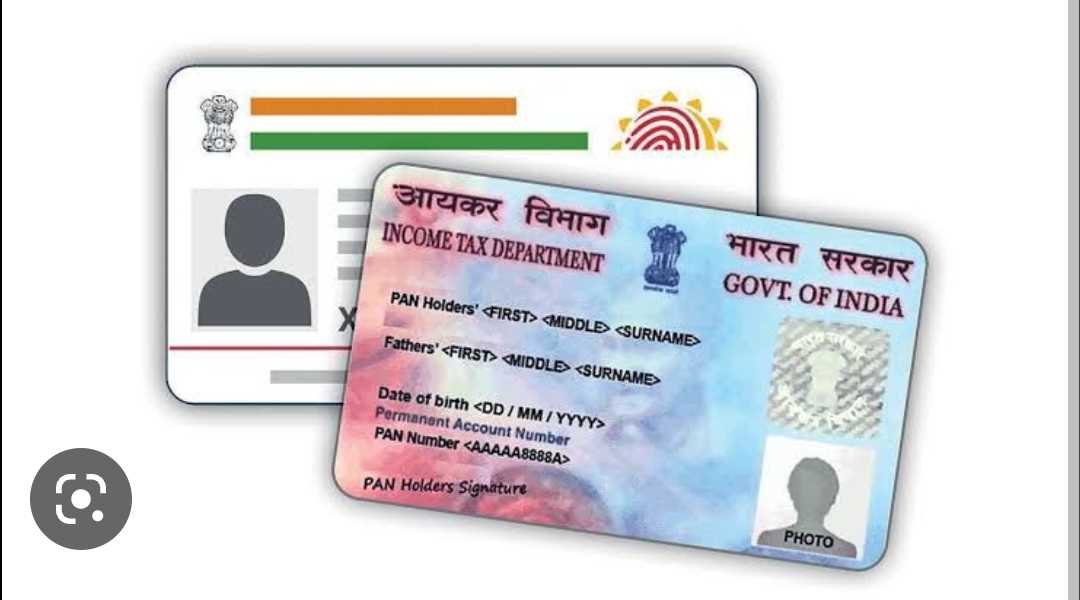 X
आयकर विभाग
INCOME TAX DEPARTMENT
भारत सरकार
GOVT. OF INDIA
PAN Holders' <FIRST> <MIDDLE> <SURNAME>
Fathers' <FIRST> <MIDDLE> <SURNAME>
Date of birth <DD / MM / YYYY>
Permanent Account Number
PAN Number <AAAAA8888A>
PAN Holders Signature
PHOTO